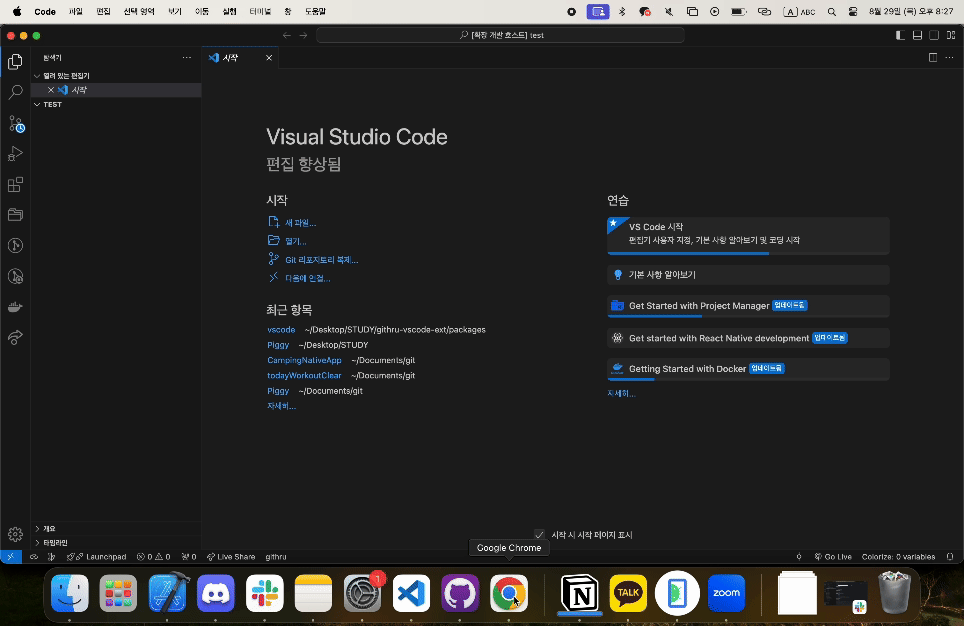 Code 파일 편집 선택 영역 보기 이동 실행 터미널 창 도움말 A ABC 8월 29일 (목) 오후 8:27
[확장 개발 호스트] test
탐색기
시작
열려 있는 편집기
시작
TEST
Visual Studio Code
편집 향상됨
시작
새 파일...
열기...
Git 리포지토리 복제...
다음에 연결...
최근 항목
vscode ~/Desktop/STUDY/githru-vscode-ext/packages
Piggy ~/Desktop/STUDY
CampingNativeApp ~/Documents/git
todayWorkoutClear ~/Documents/git
Piggy ~/Documents/git
자세히...
연습
VS Code 시작
편집기 사용자 지정, 기본 사항 알아보기 및 코딩 시작
기본 사항 알아보기
Get Started with Project Manager 업데이트됨
Get started with React Native development 업데이트됨
Getting Started with Docker 업데이트됨
자세히...
시작 시 시작 페이지 표시
개요
타임라인
Launchpad 0 0 0 Live Share githru
Go Live Colorize: 0 variables
Google Chrome
1
TALK
zoom